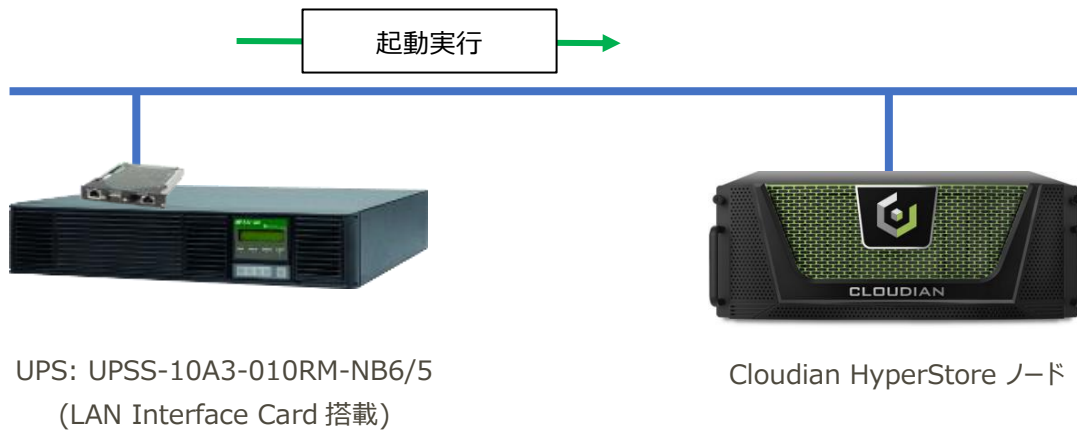 起動実行
CLOUDIAN
UPS: UPSS-10A3-010RM-NB6/5
(LAN Interface Card 搭載)
Cloudian HyperStore ノード